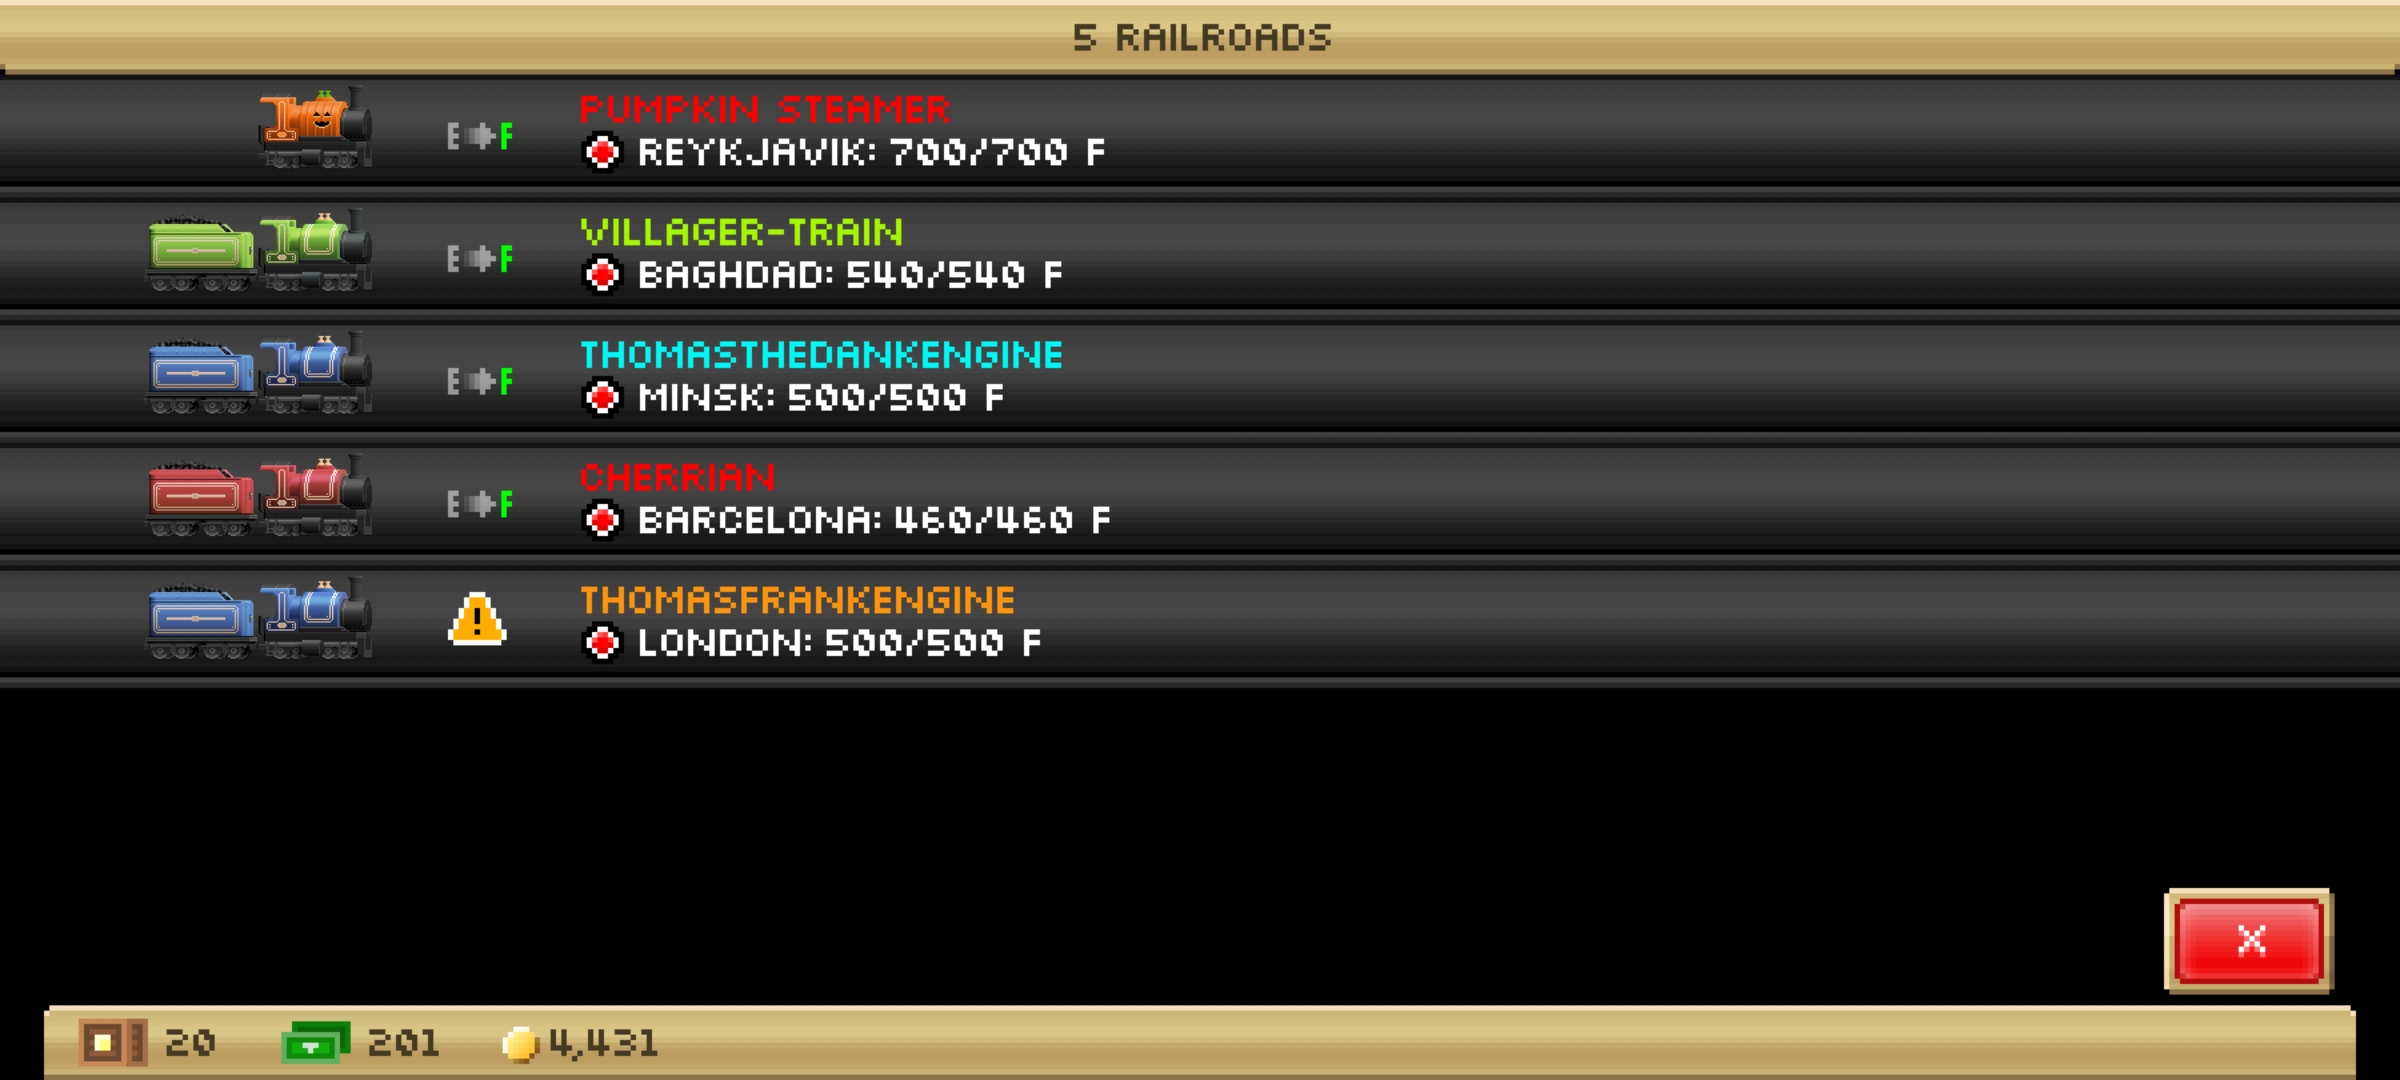 5 RAILROADS
E F
PUMPKIN STEAMER
REYKJAVIK: 700/700 F
E F
VILLAGER-TRAIN
BAGHDAD: 540/540 F
E F
THOMASTHEDANKENGINE
MINSK: 500/500 F
E F
CHERRIAN
BARCELONA: 460/460 F
!
THOMASFRANKENGINE
LONDON: 500/500 F
X
20 201 4,431